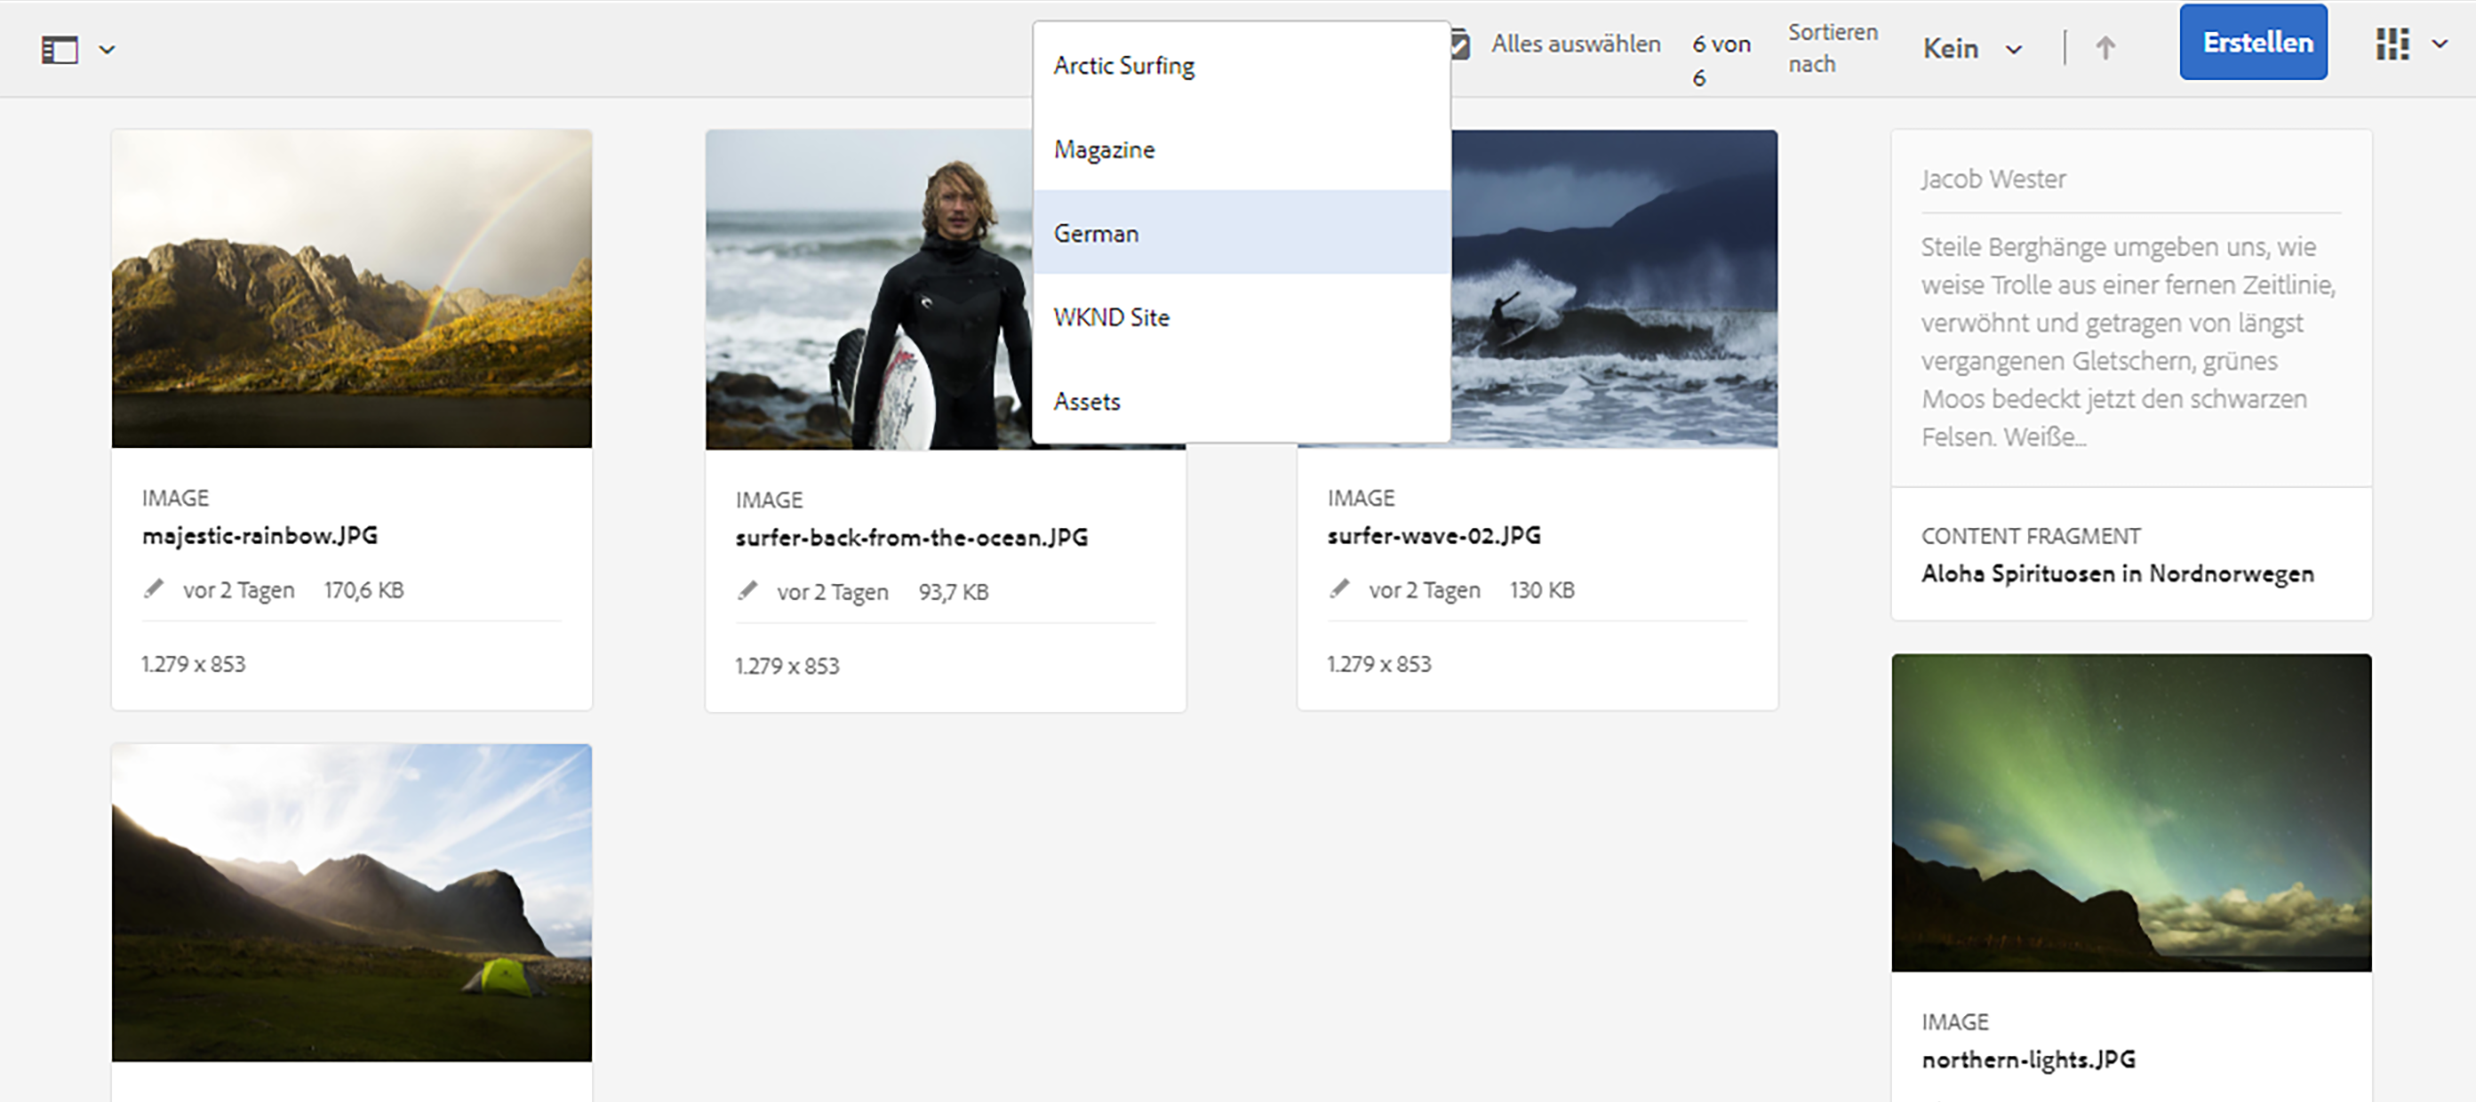 Arctic Surfing
Magazine
German
WKND Site
Assets
Alles auswählen
6 von
6
Sortieren
nach
Kein
Erstellen
IMAGE
majestic-rainbow.JPG
vor 2 Tagen 170,6 KB
1.279 x 853
IMAGE
surfer-back-from-the-ocean.JPG
vor 2 Tagen 93,7 KB
1.279 x 853
IMAGE
surfer-wave-02.JPG
vor 2 Tagen 130 KB
1.279 x 853
Jacob Wester
Steile Berghänge umgeben uns, wie
weise Trolle aus einer fernen Zeitlinie,
verwöhnt und getragen von längst
vergangenen Gletschern, grünes
Moos bedeckt jetzt den schwarzen
Felsen. Weiße...
CONTENT FRAGMENT
Aloha Spirituosen in Nordnorwegen
IMAGE
northern-lights.JPG